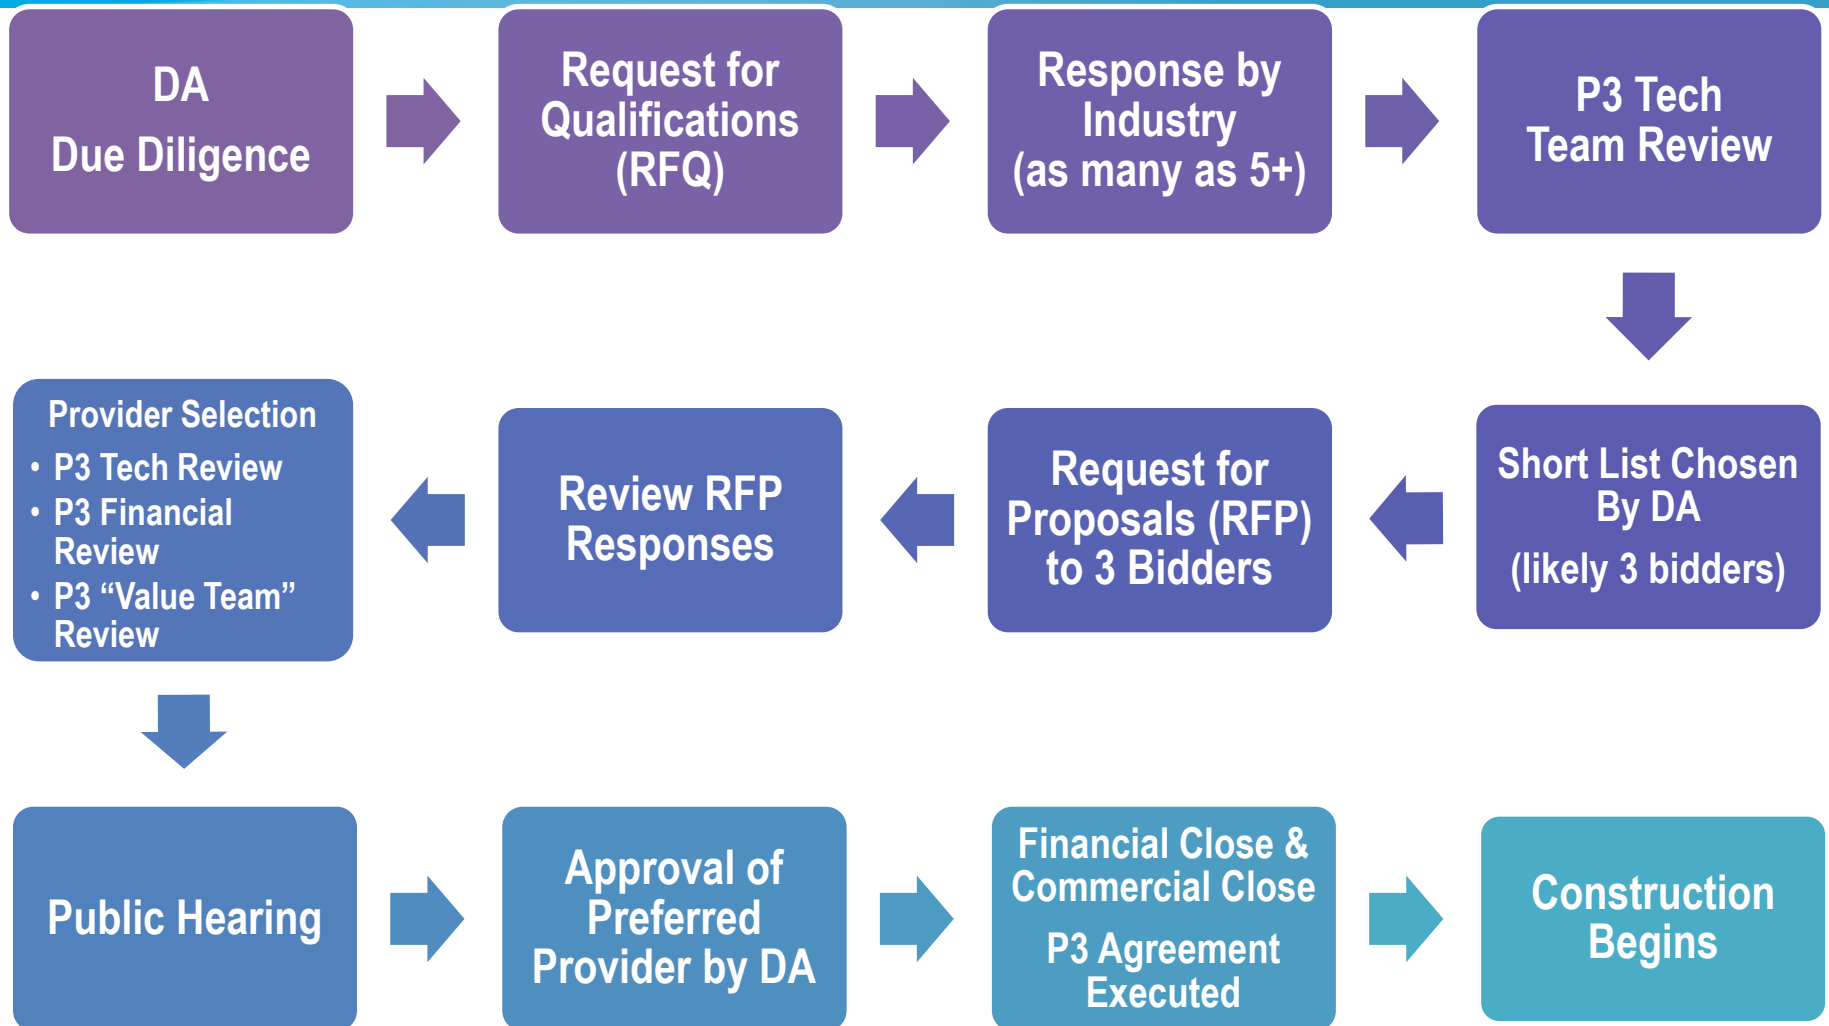 DA
Due Diligence
Request for
Qualifications
(RFQ)
Response by
Industry
(as many as 5+)
P3 Tech
Team Review
Short List Chosen
By DA
(likely 3 bidders)
Request for
Proposals (RFP)
to 3 Bidders
Review RFP
Responses
Provider Selection
• P3 Tech Review
• P3 Financial
Review
• P3 “Value Team”
Review
Public Hearing
Approval of
Preferred
Provider by DA
Financial Close &
Commercial Close
P3 Agreement
Executed
Construction
Begins